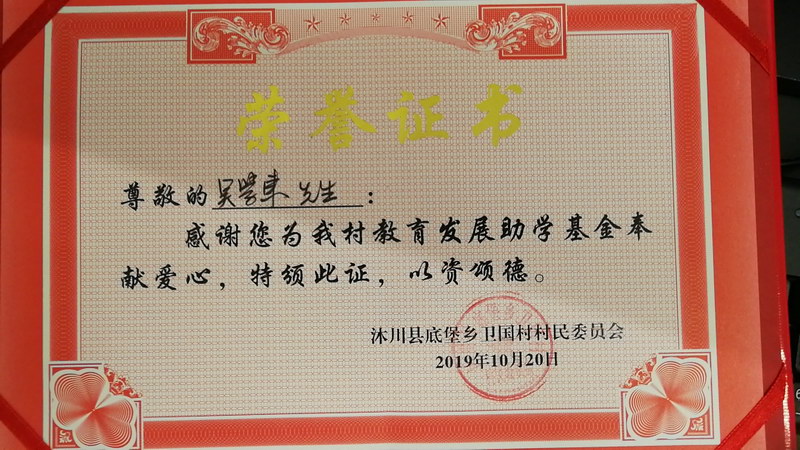 荣誉证书
尊敬的吴東先生：
感谢您为我村教育发展助学基金奉
献爱心，特颁此证，以资颂德。
沐川县底堡乡卫国村村民委员会
2019年10月20日